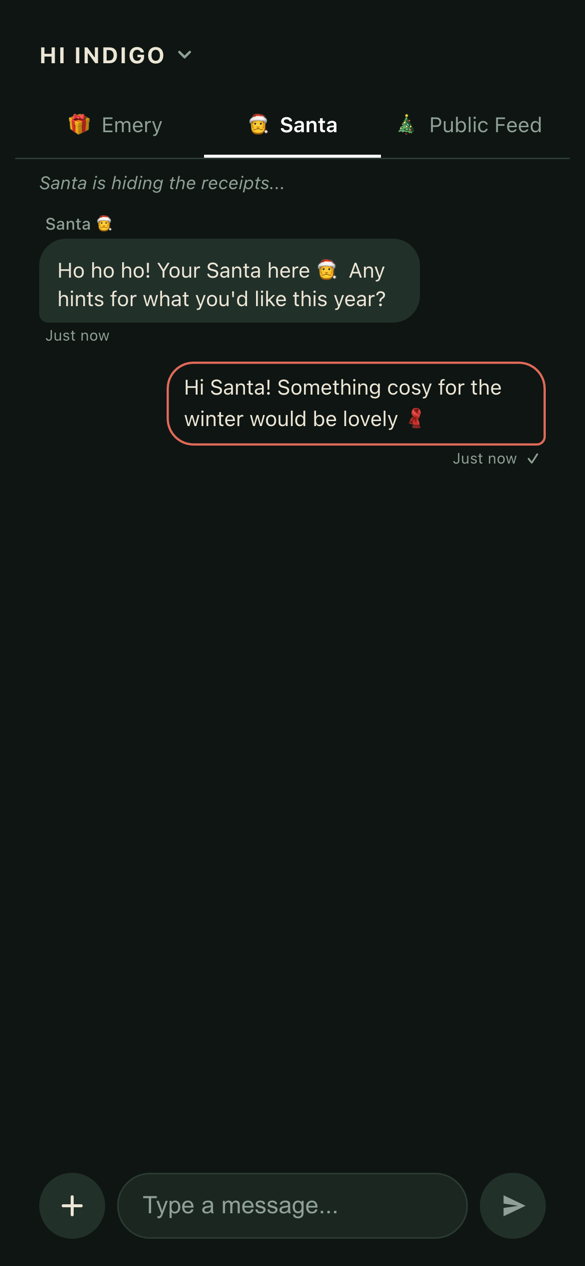 HI INDIGO
🎁 Emery
🎅 Santa
🎄 Public Feed
Santa is hiding the receipts...
Santa 🎅
Ho ho ho! Your Santa here 🎅 Any
hints for what you'd like this year?
Just now
Hi Santa! Something cosy for the
winter would be lovely 🧣
Just now ✓
Type a message...